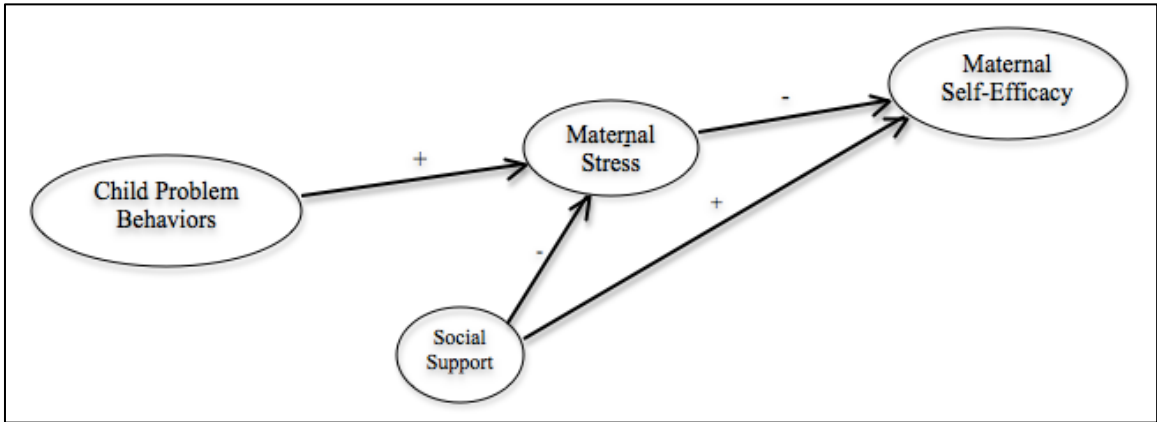 Maternal
Self-Efficacy
-
Maternal
Stress
+
Child Problem
Behaviors
+
-
Social
Support